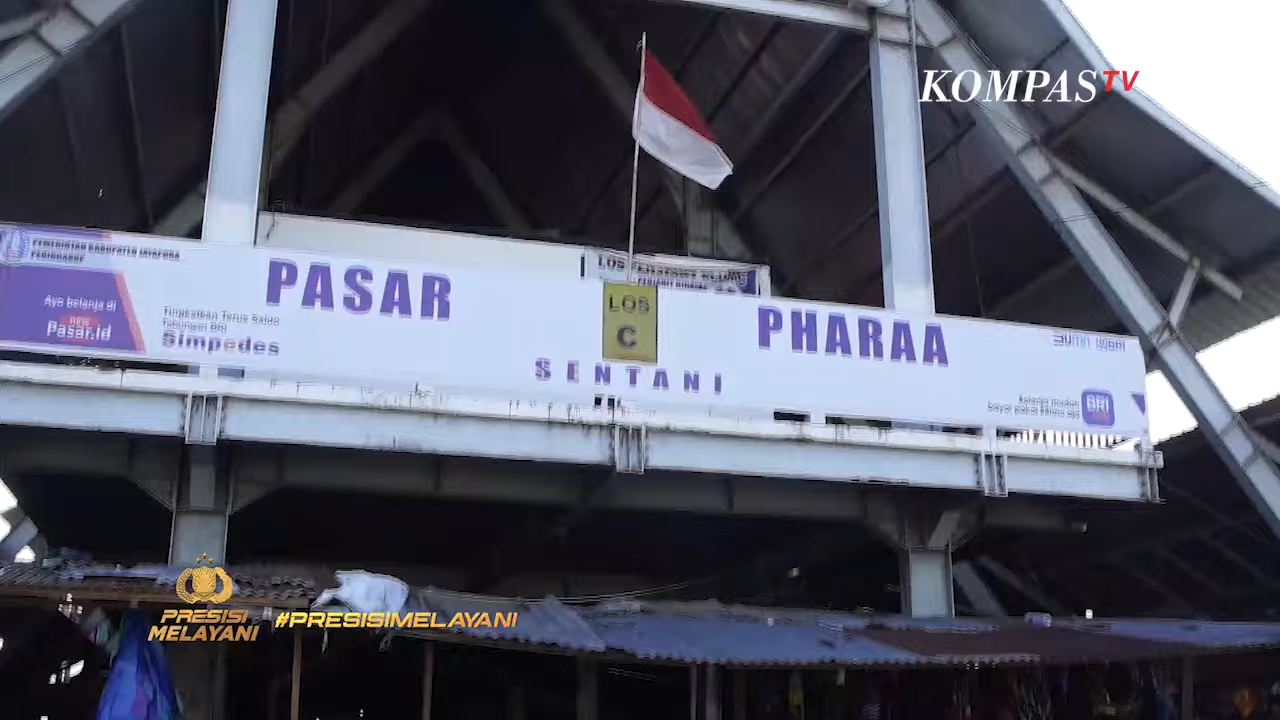 KOMPASTV
PEMERINTAH KABUPATEN JAYAPURA
PASAR PHARAA
LOS
C
SENTANI
Ayo belanja di
new
Pasar.id
Tingkatkan Terus Saldo
Tabungan BRI
Simpedes
BRI
PRESISI
MELAYANI
#PRESISIMELAYANI